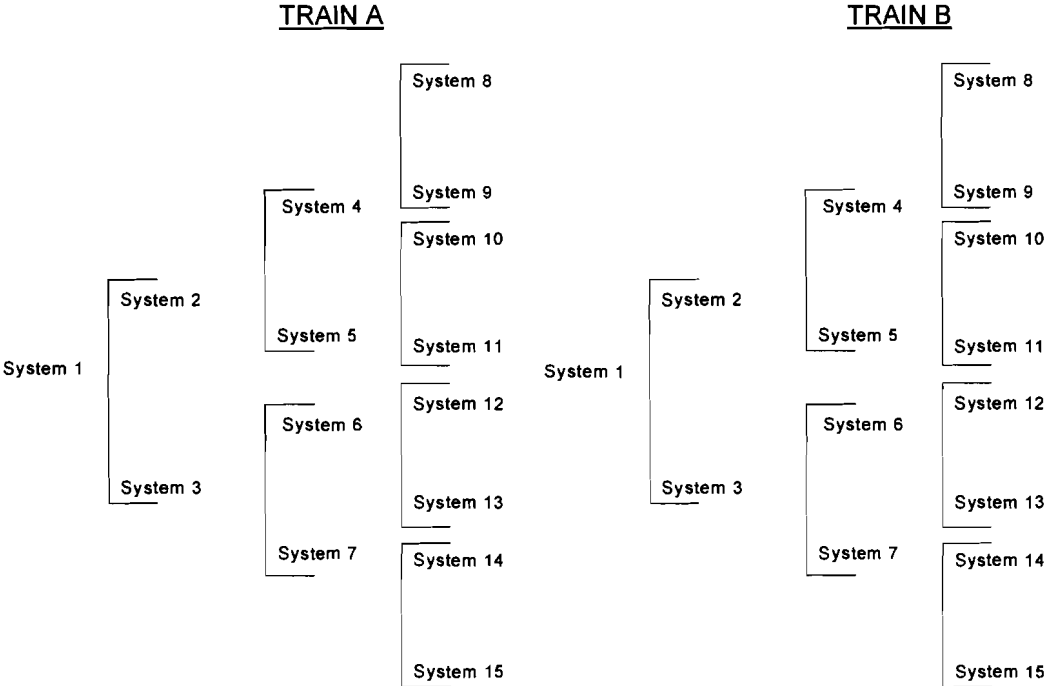 TRAIN A
System 8
System 9
System 4
System 10
System 2
System 5
System 11
System 1
System 12
System 6
System 3
System 13
System 7
System 14
System 15
TRAIN B
System 8
System 9
System 4
System 10
System 2
System 5
System 11
System 1
System 12
System 6
System 3
System 13
System 7
System 14
System 15